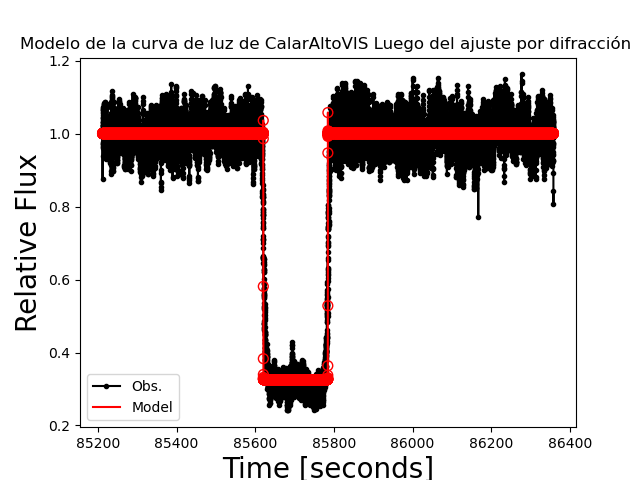 Modelo de la curva de luz de CalarAltoVIS Luego del ajuste por difracción
1.2
1.0
0.8
0.6
0.4
0.2
Relative Flux
Obs.
Model
85200 85400 85600 85800 86000 86200 86400
Time [seconds]